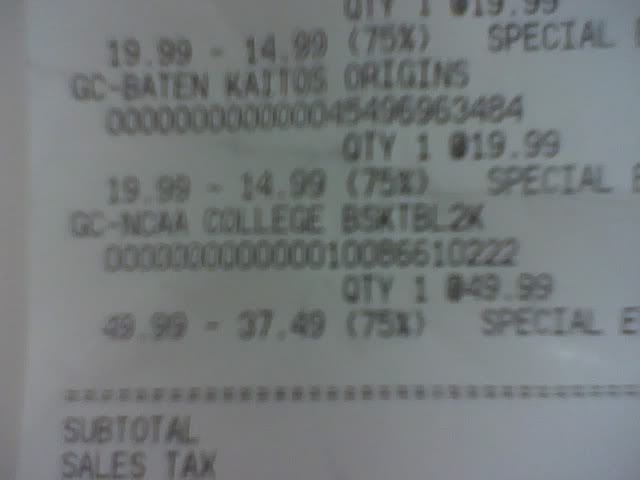 QTY 1 @19.99
19.99 - 14.99 (75%) SPECIAL
GC-BATEN KAITOS ORIGINS
0000000000000045496963484
QTY 1 @19.99
19.99 - 14.99 (75%) SPECIAL E
GC-NCAA COLLEGE BSKTBL2K
0000000000000010086610222
QTY 1 @49.99
49.99 - 37.49 (75%) SPECIAL E
SUBTOTAL
SALES TAX